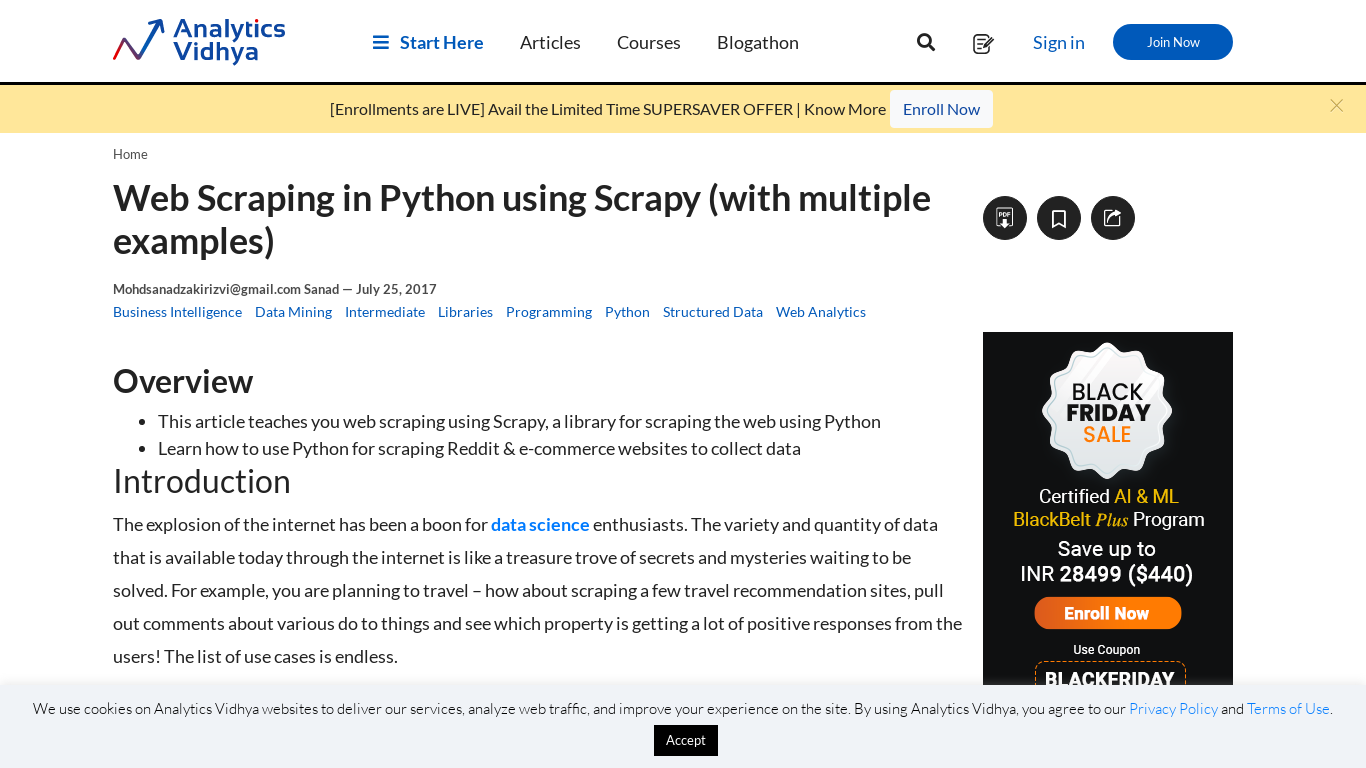 Analytics
Vidhya
Start Here
Articles
Courses
Blogathon
Sign in
Join Now
[Enrollments are LIVE] Avail the Limited Time SUPERSAVER OFFER | Know More
Enroll Now
Home
Web Scraping in Python using Scrapy (with multiple
examples)
PDF
Mohdsanadzakirizvi@gmail.com Sanad — July 25, 2017
Business Intelligence Data Mining Intermediate Libraries Programming Python Structured Data Web Analytics
Overview
• This article teaches you web scraping using Scrapy, a library for scraping the web using Python
• Learn how to use Python for scraping Reddit & e-commerce websites to collect data
Introduction
The explosion of the internet has been a boon for data science enthusiasts. The variety and quantity of data
that is available today through the internet is like a treasure trove of secrets and mysteries waiting to be
solved. For example, you are planning to travel – how about scraping a few travel recommendation sites, pull
out comments about various do to things and see which property is getting a lot of positive responses from the
users! The list of use cases is endless.
BLACK
FRIDAY
SALE
Certified AI & ML
BlackBelt Plus Program
Save up to
INR 28499 ($440)
Enroll Now
Use Coupon
BLACKFRIDAY
We use cookies on Analytics Vidhya websites to deliver our services, analyze web traffic, and improve your experience on the site. By using Analytics Vidhya, you agree to our Privacy Policy and Terms of Use.
Accept